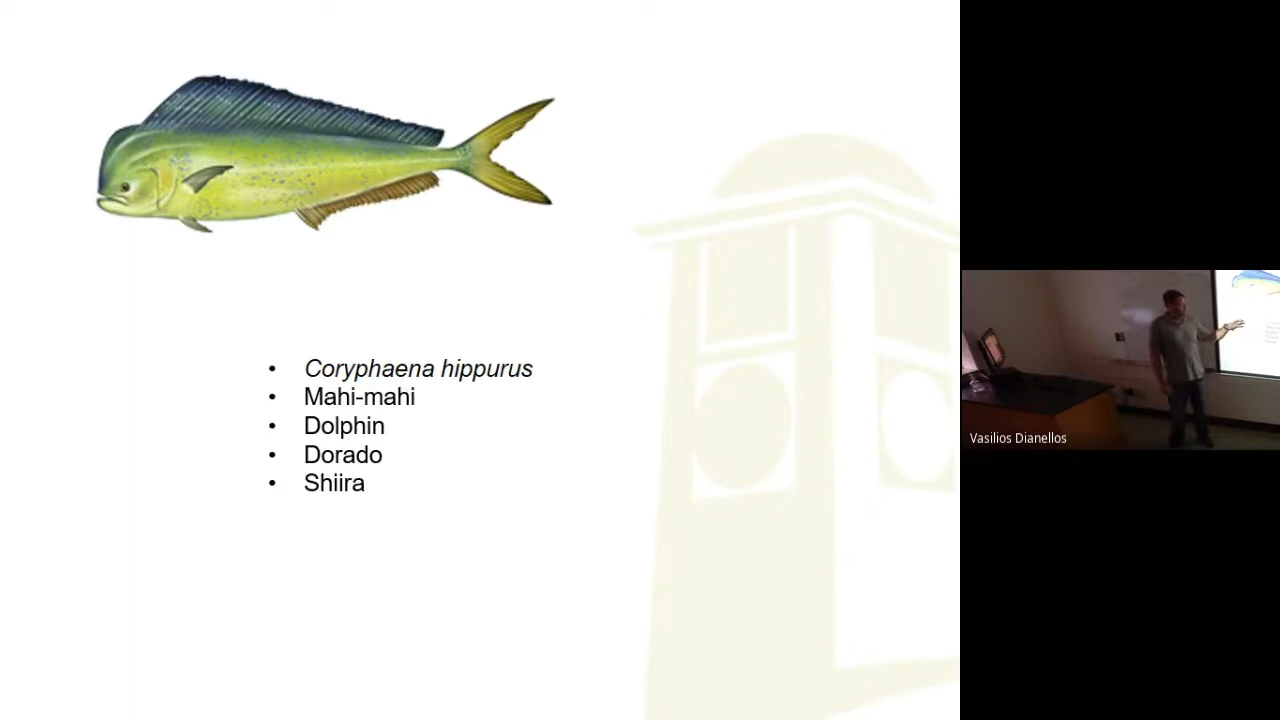 • Coryphaena hippurus
• Mahi-mahi
• Dolphin
• Dorado
• Shiira
Vasilios Dianellos